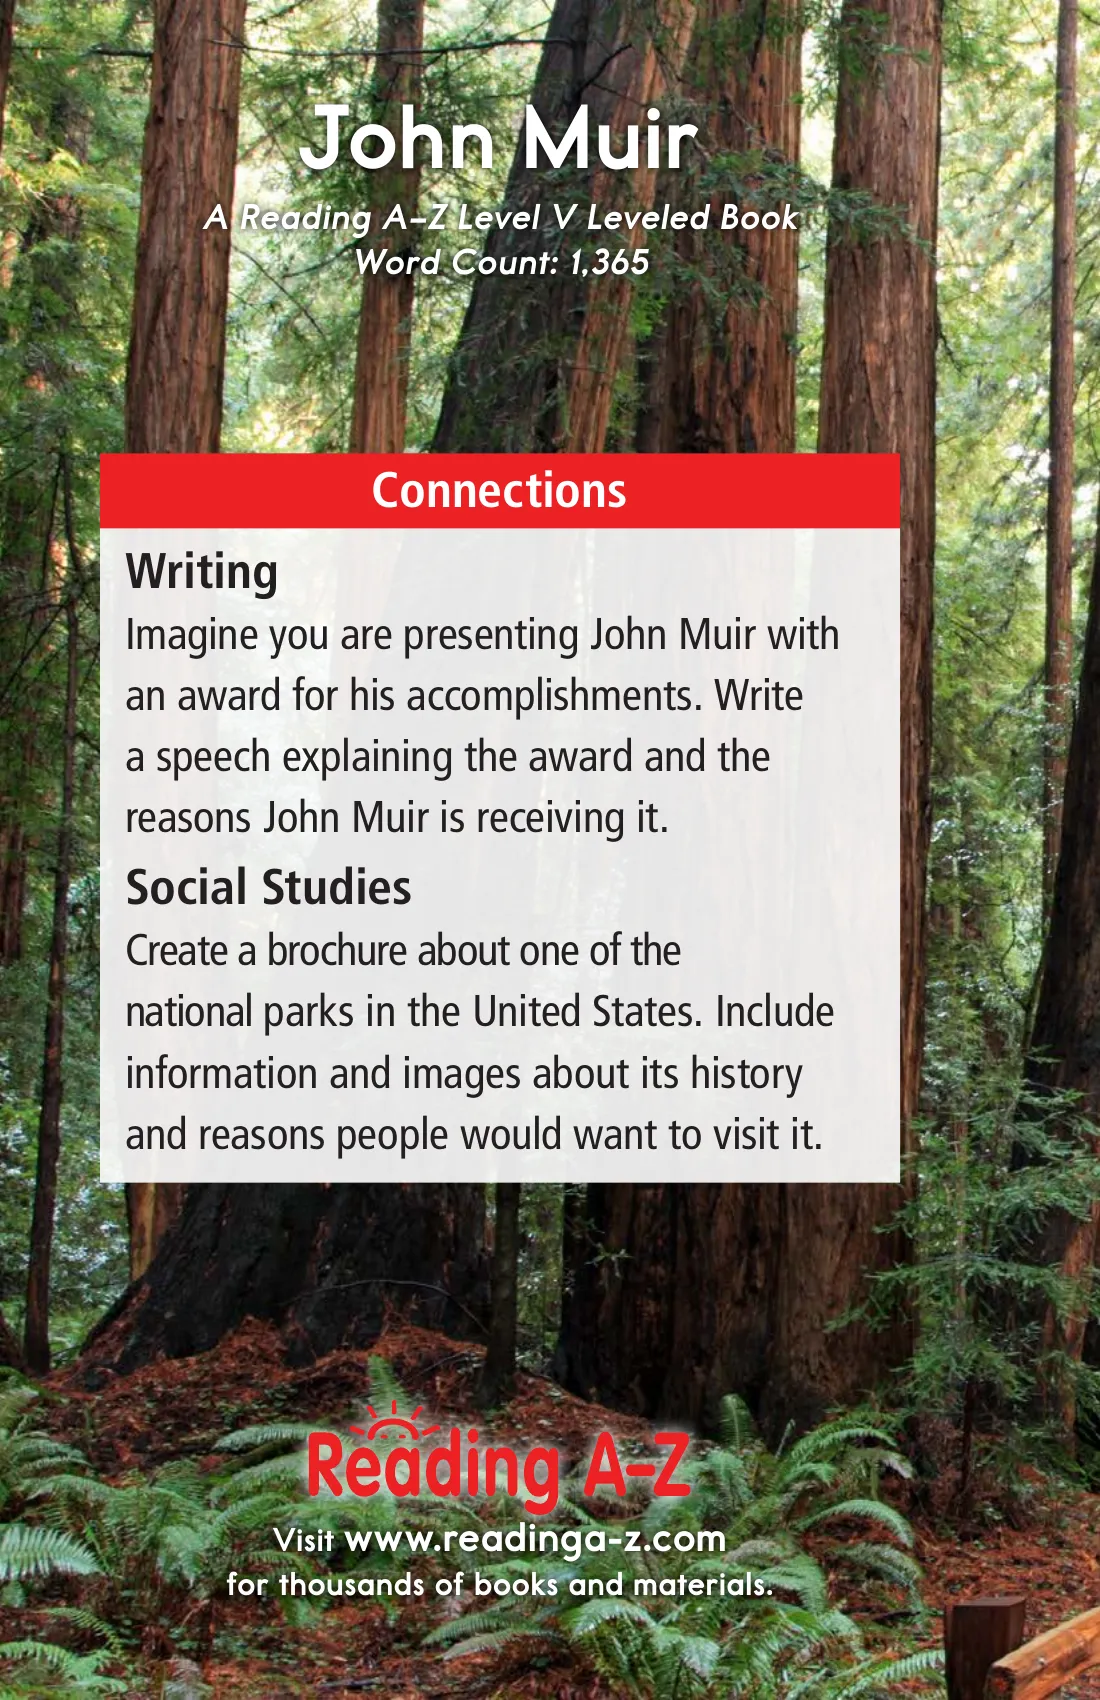 John Muir
A Reading A–Z Level V Leveled Book
Word Count: 1,365
Connections
Writing
Imagine you are presenting John Muir with
an award for his accomplishments. Write
a speech explaining the award and the
reasons John Muir is receiving it.
Social Studies
Create a brochure about one of the
national parks in the United States. Include
information and images about its history
and reasons people would want to visit it.
Reading A–Z
Visit www.readinga-z.com
for thousands of books and materials.